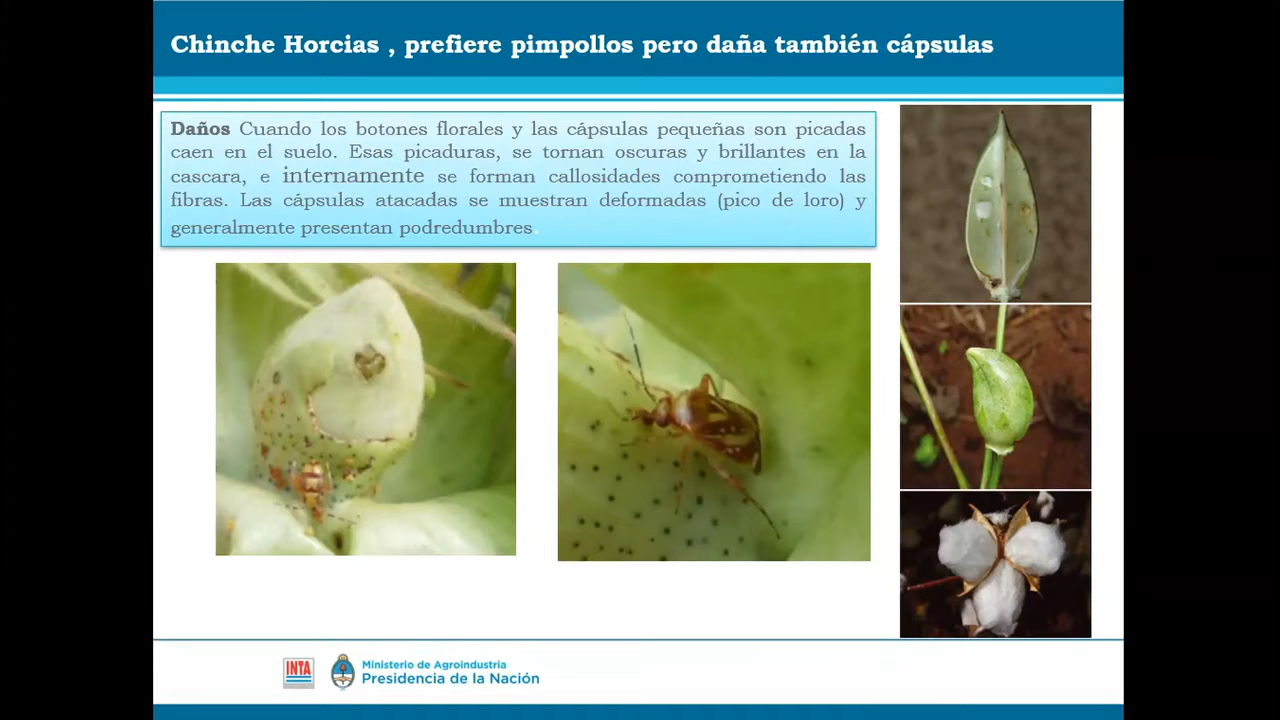 Chinche Horcias , prefiere pimpollos pero daña también cápsulas
Daños Cuando los botones florales y las cápsulas pequeñas son picadas
caen en el suelo. Esas picaduras, se tornan oscuras y brillantes en la
cascara, e internamente se forman callosidades comprometiendo las
fibras. Las cápsulas atacadas se muestran deformadas (pico de loro) y
generalmente presentan podredumbres.
INTA
Ministerio de Agroindustria
Presidencia de la Nación